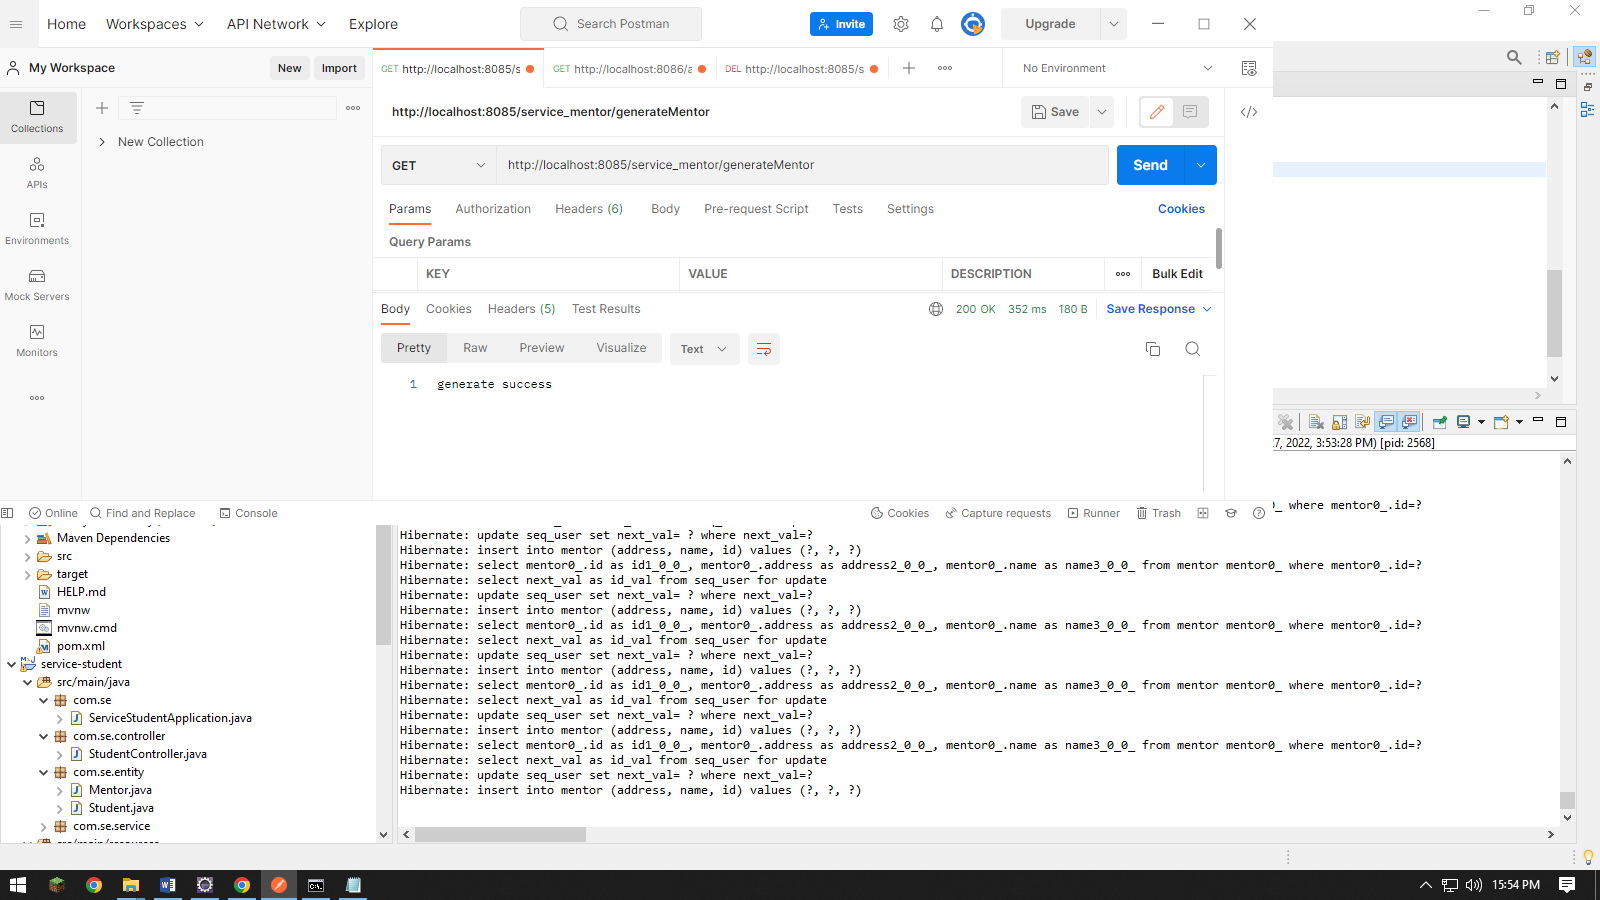 Home
Workspaces
API Network
Explore
Search Postman
Invite
Upgrade
My Workspace
New
Import
GET http://localhost:8085/s
GET http://localhost:8086/a
DEL http://localhost:8085/s
No Environment
Collections
APIs
Environments
Mock Servers
Monitors
New Collection
http://localhost:8085/service_mentor/generateMentor
Save
GET
http://localhost:8085/service_mentor/generateMentor
Send
Params
Authorization
Headers (6)
Body
Pre-request Script
Tests
Settings
Cookies
Query Params
KEY
VALUE
DESCRIPTION
Bulk Edit
Body
Cookies
Headers (5)
Test Results
200 OK
352 ms
180 B
Save Response
Pretty
Raw
Preview
Visualize
Text
1 generate success
7, 2022, 3:53:28 PM) [pid: 2568]
where mentor0_.id=?
Online
Find and Replace
Console
Cookies
Capture requests
Runner
Trash
Maven Dependencies
src
target
HELP.md
mvnw
mvnw.cmd
pom.xml
service-student
src/main/java
com.se
ServiceStudentApplication.java
com.se.controller
StudentController.java
com.se.entity
Mentor.java
Student.java
com.se.service
src/main/resources
Hibernate: update seq_user set next_val= ? where next_val=?
Hibernate: insert into mentor (address, name, id) values (?, ?, ?)
Hibernate: select mentor0_.id as id1_0_0_, mentor0_.address as address2_0_0_, mentor0_.name as name3_0_0_ from mentor mentor0_ where mentor0_.id=?
Hibernate: select next_val as id_val from seq_user for update
Hibernate: update seq_user set next_val= ? where next_val=?
Hibernate: insert into mentor (address, name, id) values (?, ?, ?)
Hibernate: select mentor0_.id as id1_0_0_, mentor0_.address as address2_0_0_, mentor0_.name as name3_0_0_ from mentor mentor0_ where mentor0_.id=?
Hibernate: select next_val as id_val from seq_user for update
Hibernate: update seq_user set next_val= ? where next_val=?
Hibernate: insert into mentor (address, name, id) values (?, ?, ?)
Hibernate: select mentor0_.id as id1_0_0_, mentor0_.address as address2_0_0_, mentor0_.name as name3_0_0_ from mentor mentor0_ where mentor0_.id=?
Hibernate: select next_val as id_val from seq_user for update
Hibernate: update seq_user set next_val= ? where next_val=?
Hibernate: insert into mentor (address, name, id) values (?, ?, ?)
Hibernate: select mentor0_.id as id1_0_0_, mentor0_.address as address2_0_0_, mentor0_.name as name3_0_0_ from mentor mentor0_ where mentor0_.id=?
Hibernate: select next_val as id_val from seq_user for update
Hibernate: update seq_user set next_val= ? where next_val=?
Hibernate: insert into mentor (address, name, id) values (?, ?, ?)
15:54 PM